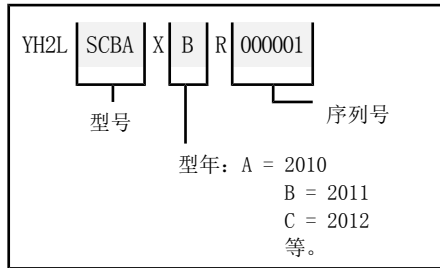 YH2L SCBA X B R 000001
型号
序列号
型年：A = 2010
B = 2011
C = 2012
等。